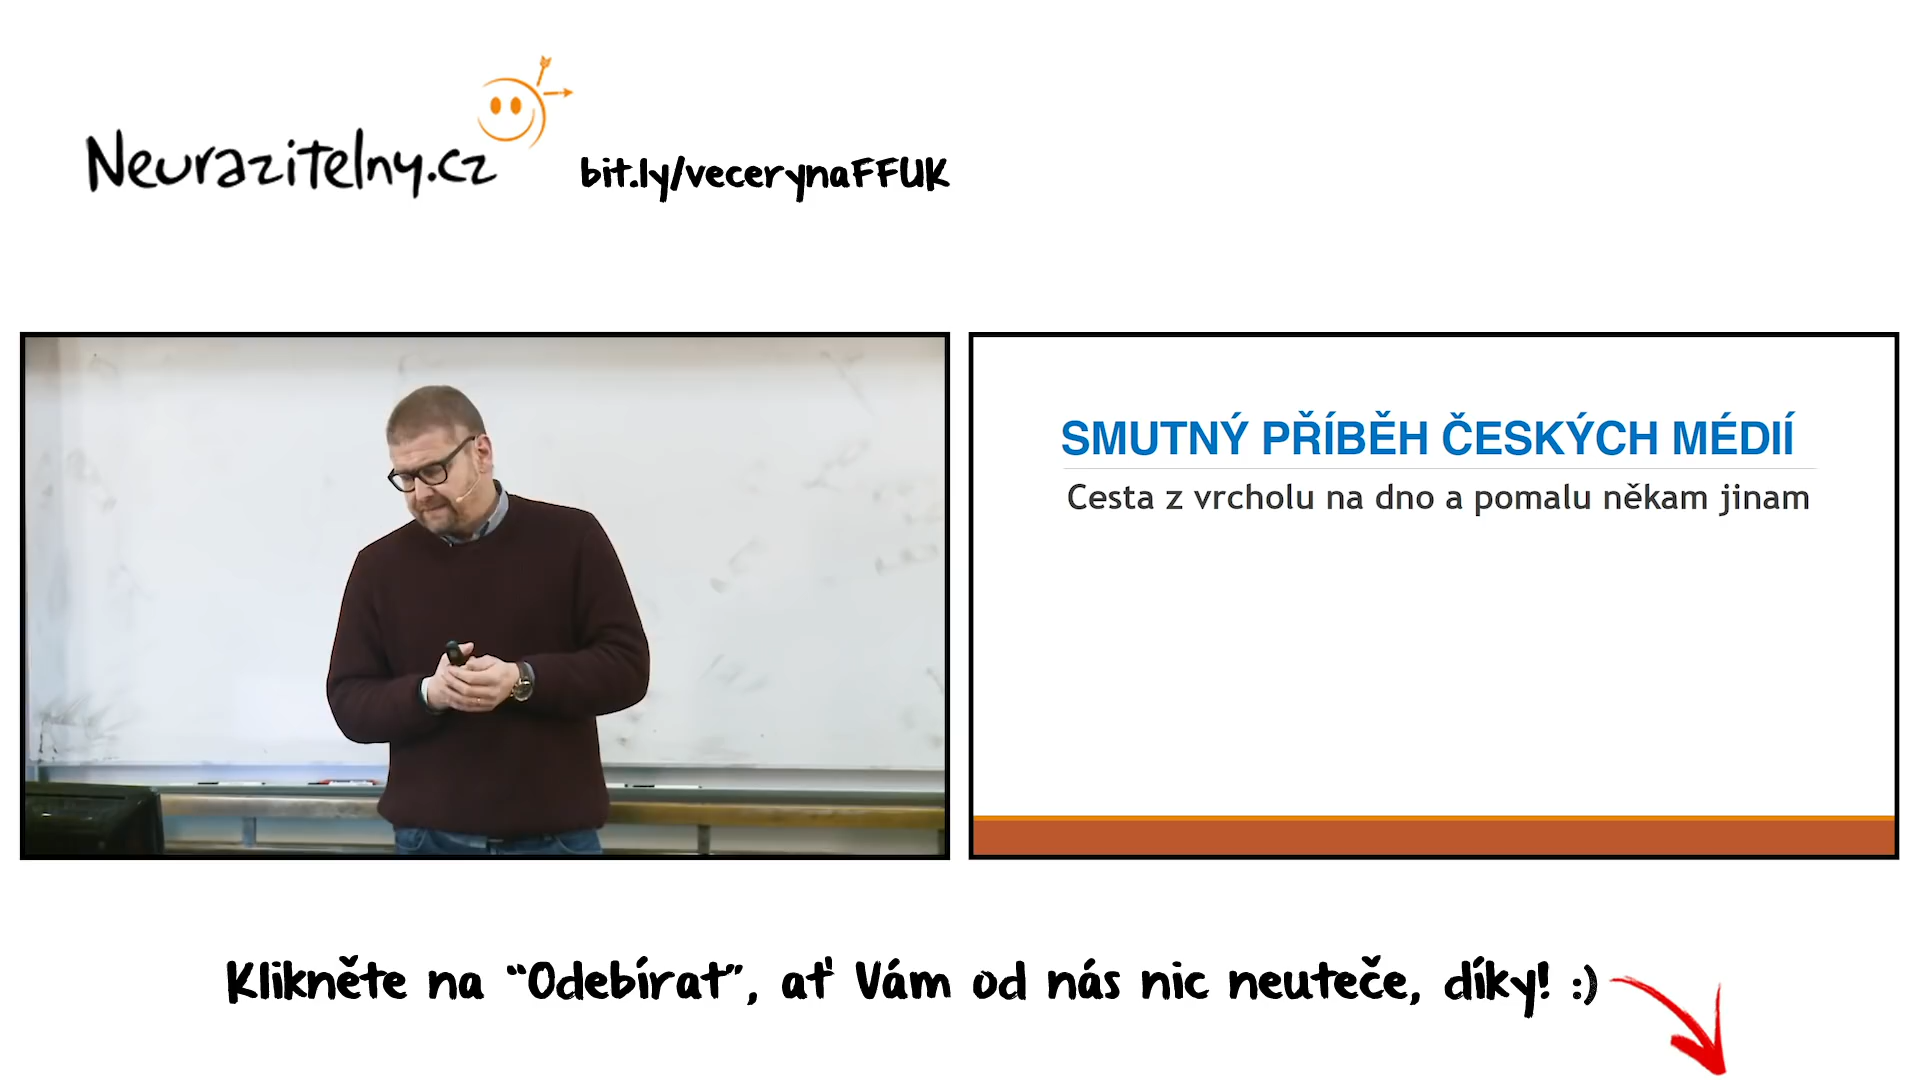 Neurazitelny.cz
bit.ly/vecerynaFFUK
SMUTNÝ PŘÍBĚH ČESKÝCH MÉDIÍ
Cesta z vrcholu na dno a pomalu někam jinam
Klikněte na “Odebírat”, ať Vám od nás nic neuteče, díky! :)